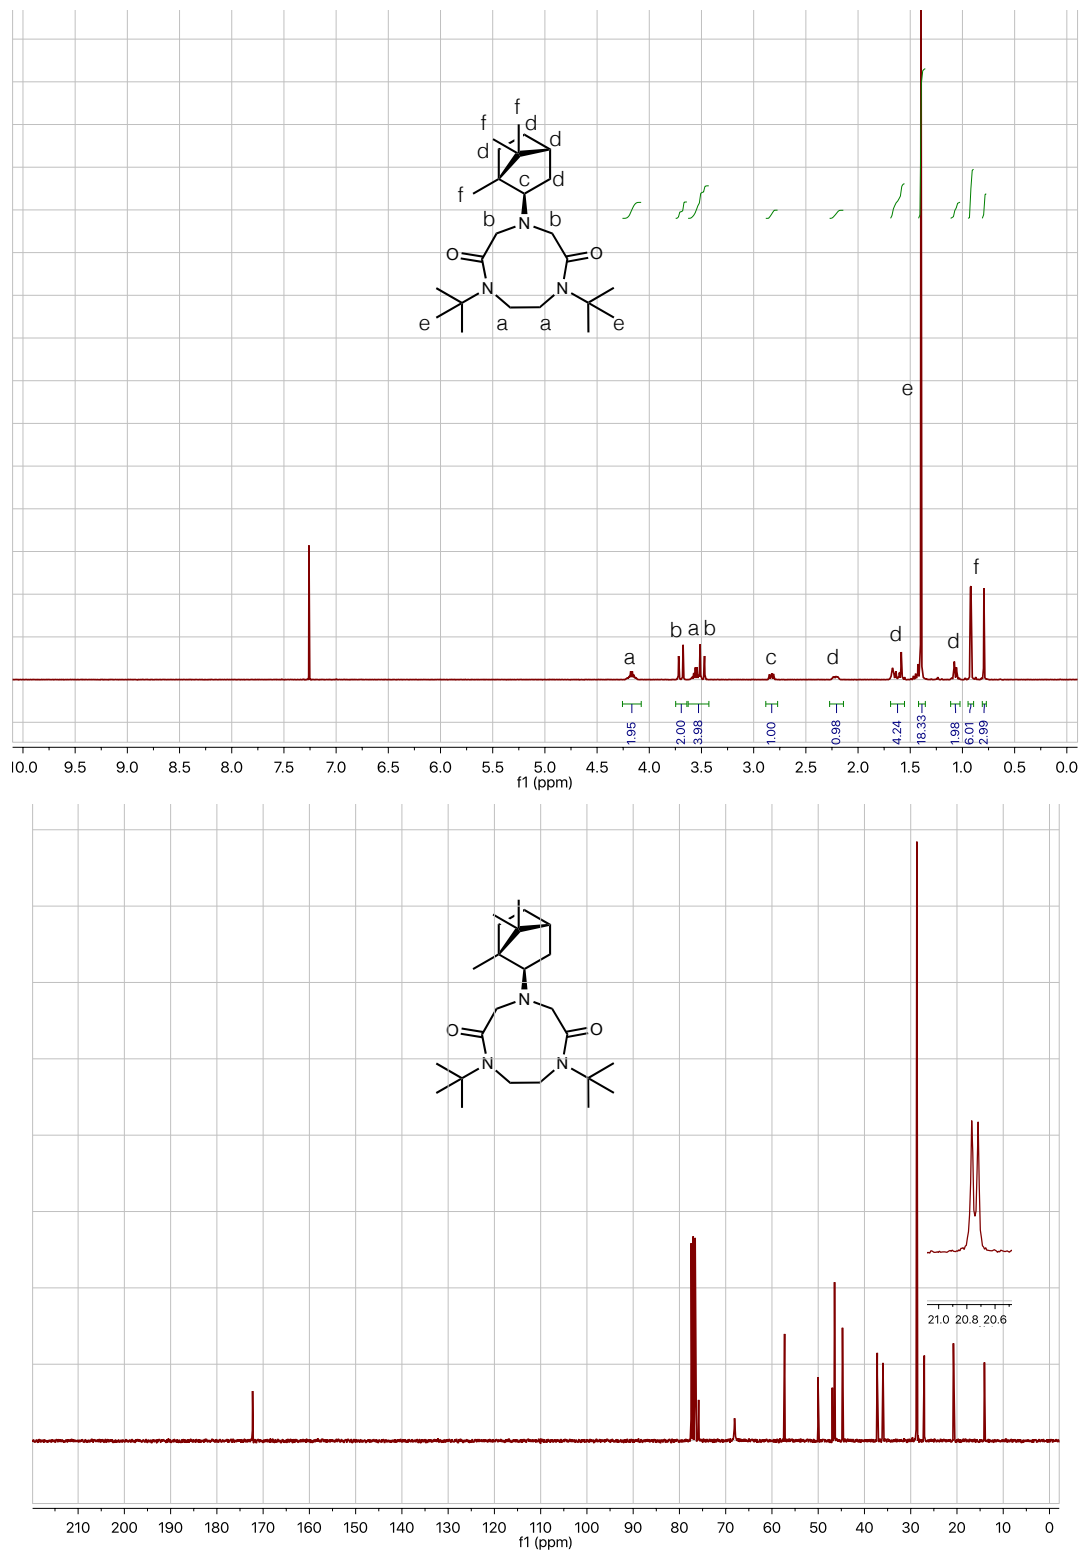 f
f d
d d
f c d
b N b
O O
N N
e a a e
e
f
b a b
a c d d d
1.95 2.00 3.98 1.00 0.98 4.24 18.33 1.98 6.01 2.99
10.0 9.5 9.0 8.5 8.0 7.5 7.0 6.5 6.0 5.5 5.0 4.5 4.0 3.5 3.0 2.5 2.0 1.5 1.0 0.5 0.0
f1 (ppm)
N
O O
N N
21.0 20.8 20.6
210 200 190 180 170 160 150 140 130 120 110 100 90 80 70 60 50 40 30 20 10 0
f1 (ppm)